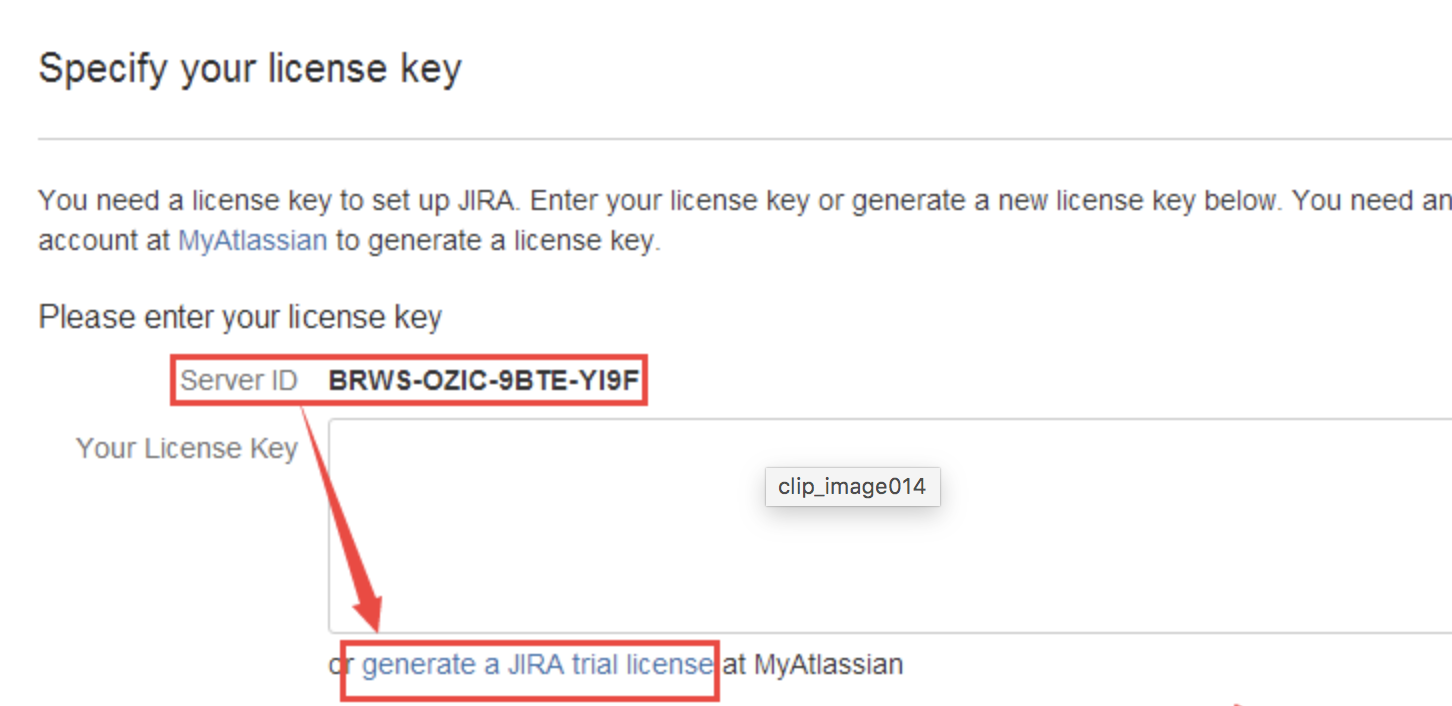 Specify your license key
You need a license key to set up JIRA. Enter your license key or generate a new license key below. You need an
account at MyAtlassian to generate a license key.
Please enter your license key
Server ID BRWS-OZIC-9BTE-YI9F
Your License Key
clip_image014
or generate a JIRA trial license at MyAtlassian